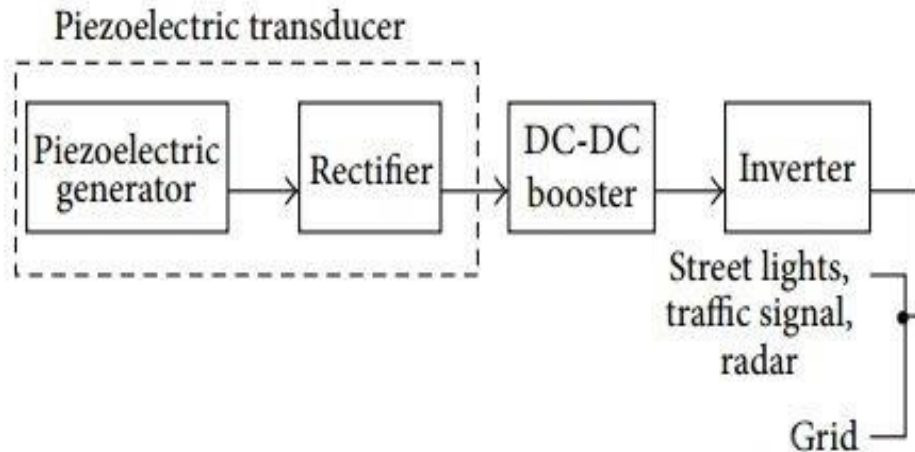 Piezoelectric transducer
Piezoelectric
generator
Rectifier
DC-DC
booster
Inverter
Street lights,
traffic signal,
radar
Grid